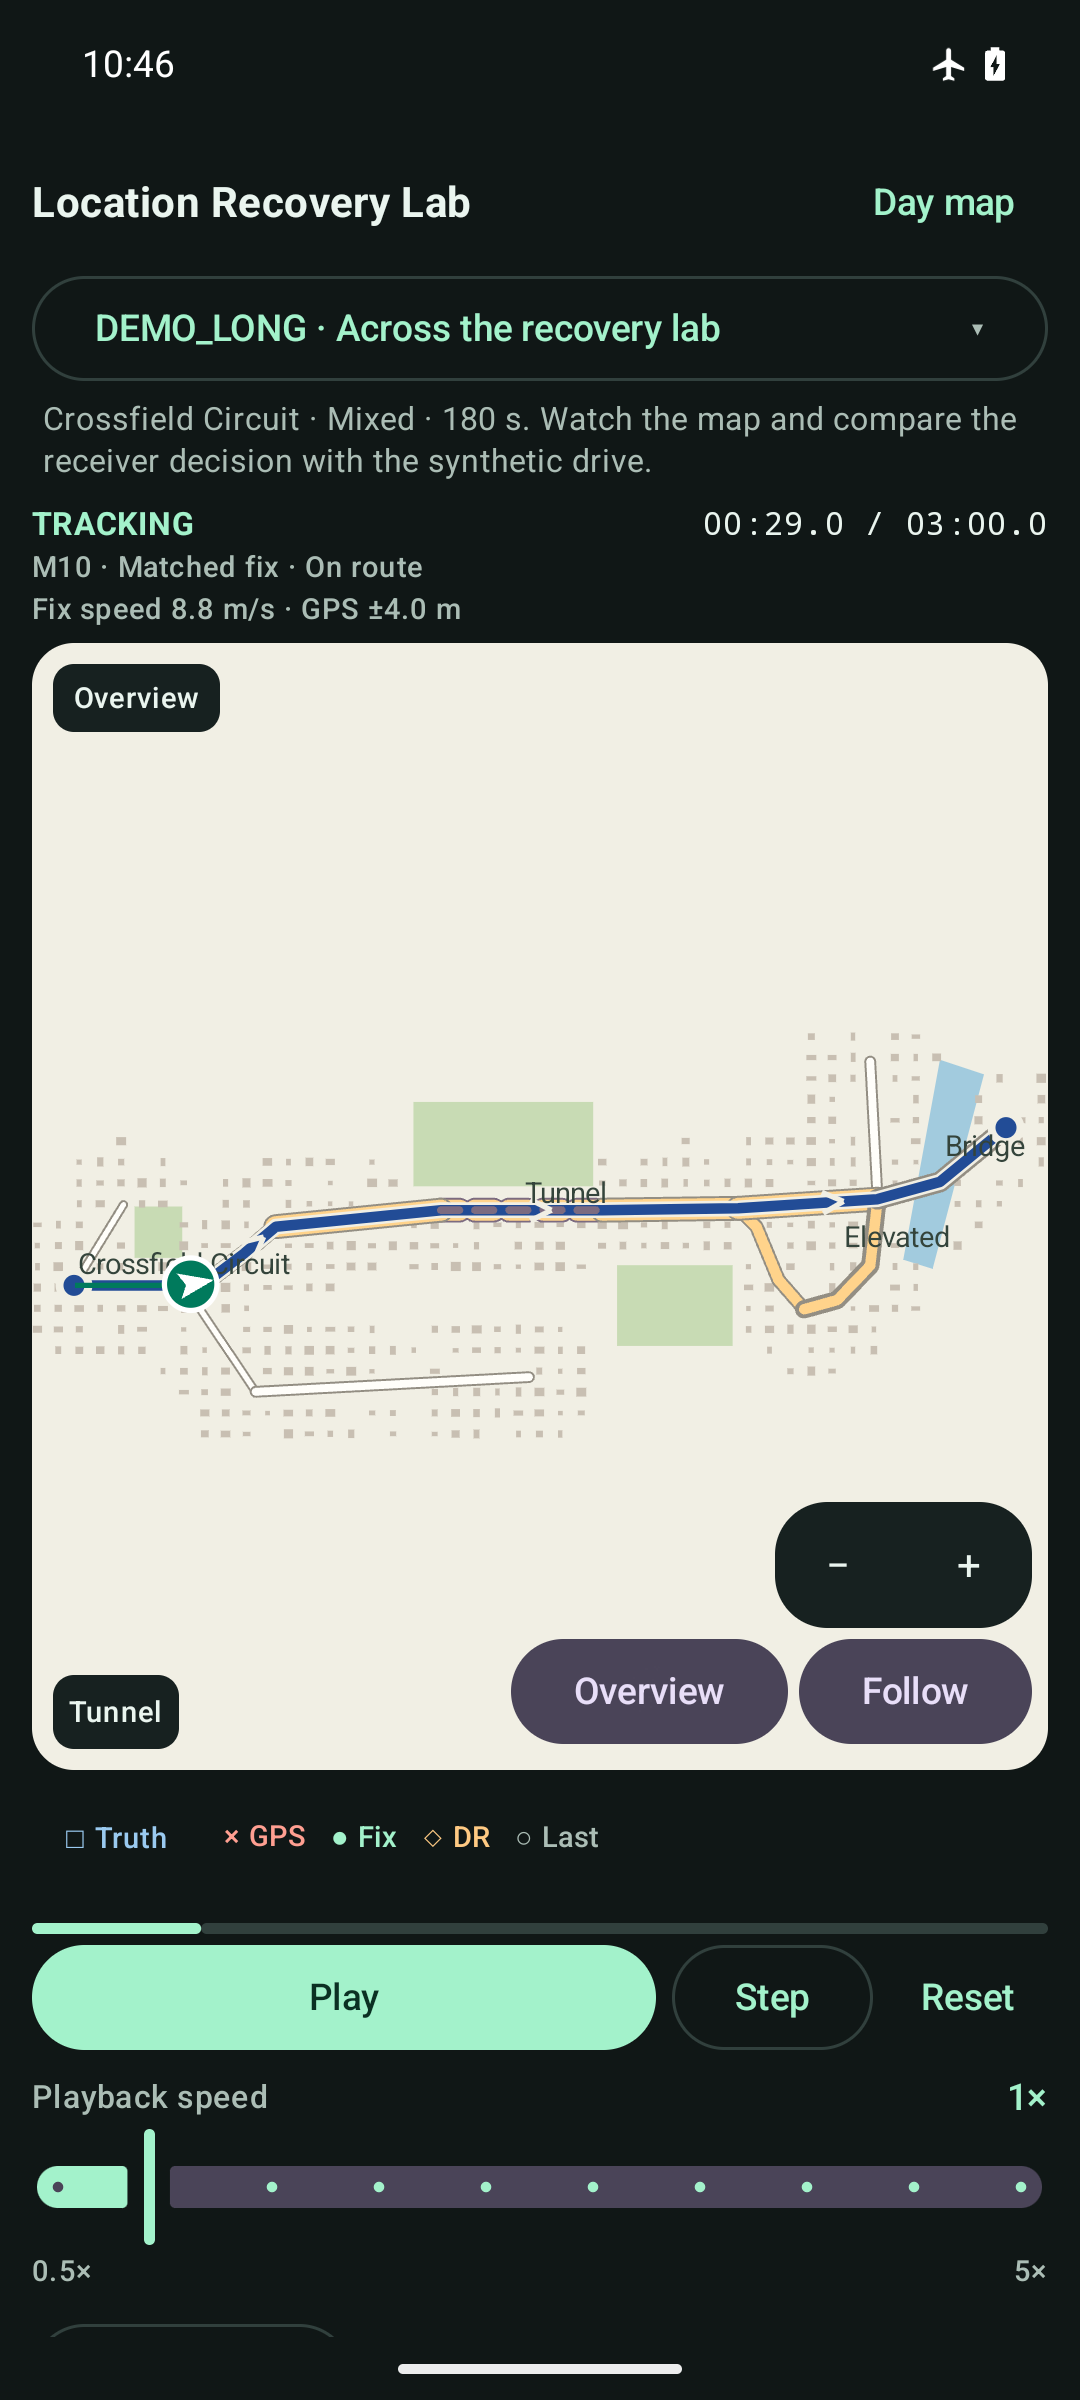 10:46
Location Recovery Lab
Day map
DEMO_LONG · Across the recovery lab ▾
Crossfield Circuit · Mixed · 180 s. Watch the map and compare the
receiver decision with the synthetic drive.
TRACKING
00:29.0 / 03:00.0
M10 · Matched fix · On route
Fix speed 8.8 m/s · GPS ±4.0 m
Overview
Bridge
Tunnel
Elevated
Crossfield Circuit
− +
Overview
Follow
Tunnel
□ Truth × GPS ● Fix ◇ DR ○ Last
Play
Step
Reset
Playback speed
1×
0.5×
5×